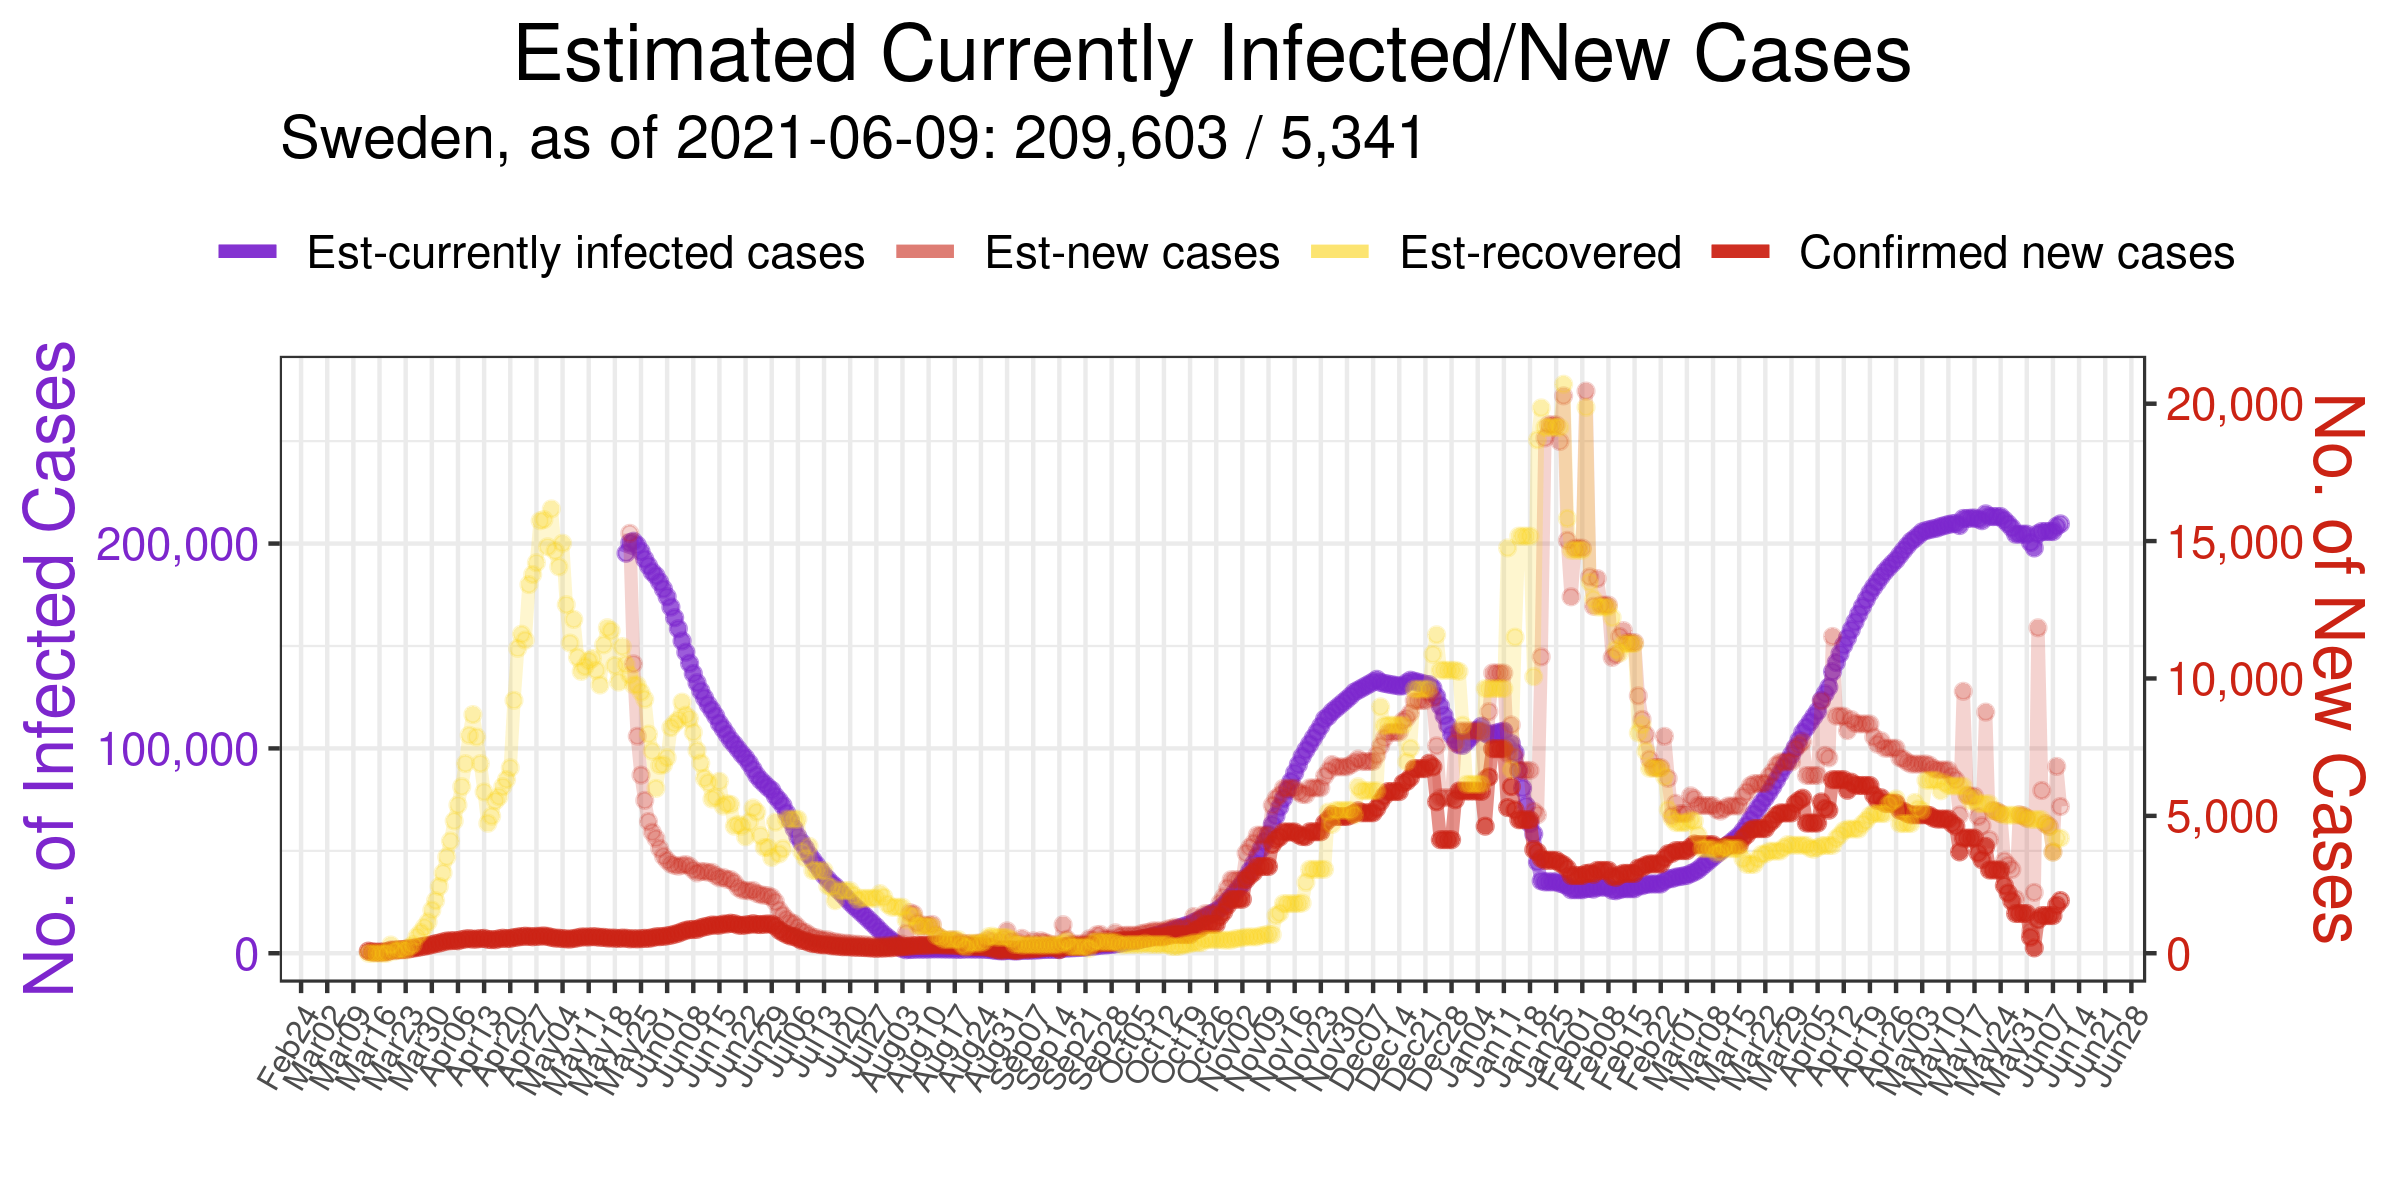 Estimated Currently Infected/New Cases
Sweden, as of 2021-06-09: 209,603 / 5,341
Est-currently infected cases Est-new cases Est-recovered Confirmed new cases
No. of Infected Cases
200,000
100,000
0
20,000
15,000
10,000
5,000
0
No. of New Cases
Feb24 Mar02 Mar09 Mar16 Mar23 Mar30 Apr06 Apr13 Apr20 Apr27 May04 May11 May18 May25 Jun01 Jun08 Jun15 Jun22 Jun29 Jul06 Jul13 Jul20 Jul27 Aug03 Aug10 Aug17 Aug24 Aug31 Sep07 Sep14 Sep21 Sep28 Oct05 Oct12 Oct19 Oct26 Nov02 Nov09 Nov16 Nov23 Nov30 Dec07 Dec14 Dec21 Dec28 Jan04 Jan11 Jan18 Jan25 Feb01 Feb08 Feb15 Feb22 Mar01 Mar08 Mar15 Mar22 Mar29 Apr05 Apr12 Apr19 Apr26 May03 May10 May17 May24 May31 Jun07 Jun14 Jun21 Jun28